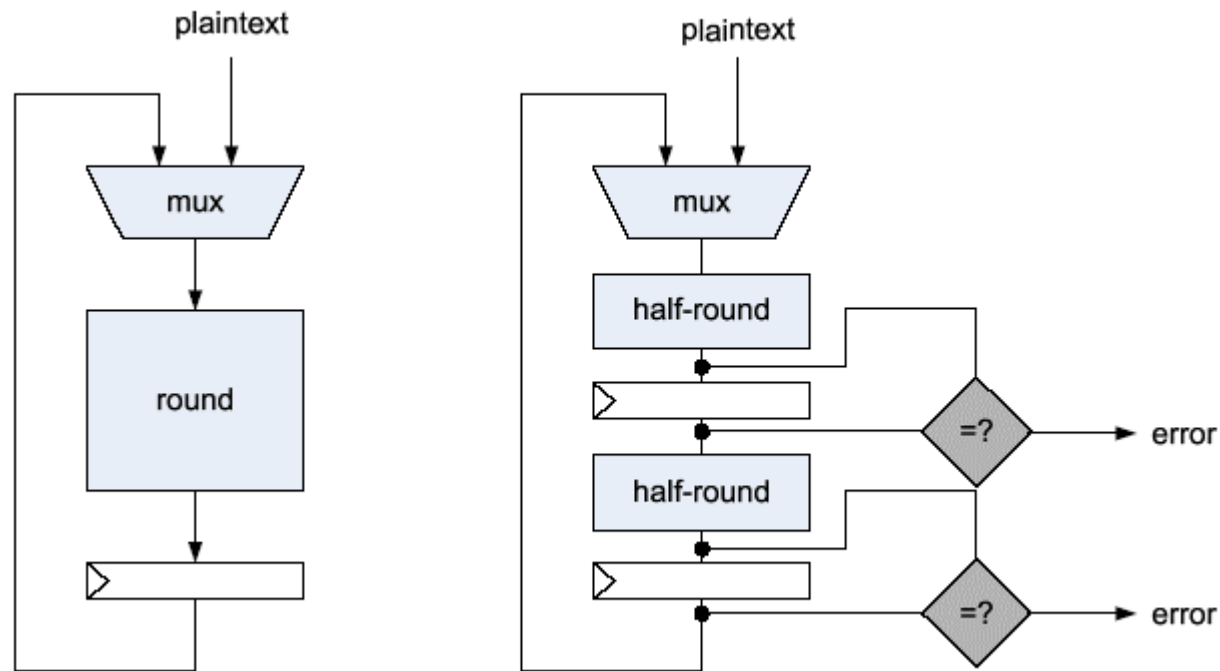 plaintext
mux
round
plaintext
mux
half-round
=?
error
half-round
=?
error